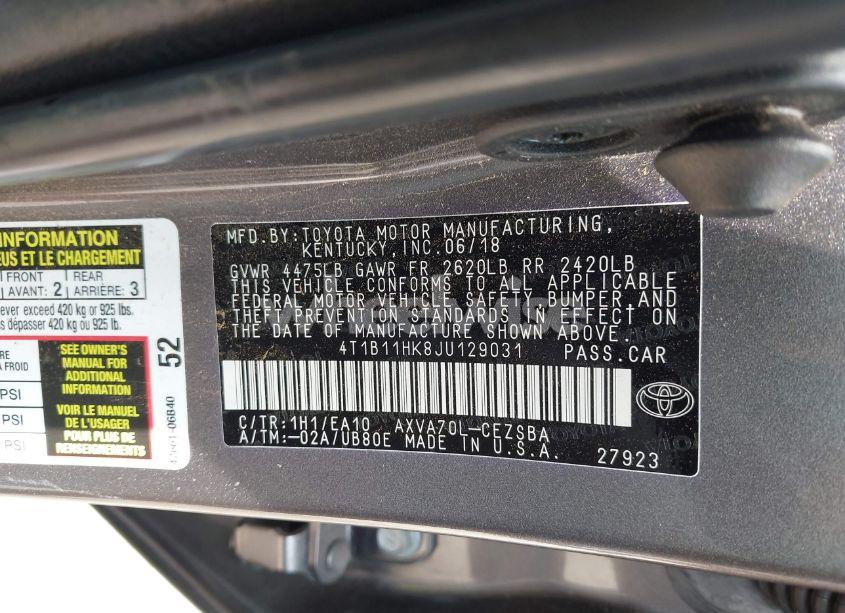 INFORMATION
EUS ET LE CHARGEMENT
FRONT
AVANT: 2
REAR
ARRIÈRE: 3
ever exceed 420 kg or 925 lbs.
s dépasser 420 kg ou 925 lb.
RE
À FROID
PSI
PSI
PSI
SEE OWNER'S
MANUAL FOR
ADDITIONAL
INFORMATION
VOIR LE MANUEL
DE L'USAGER
POUR PLUS DE
RENSEIGNEMENTS
52
MFD.BY: TOYOTA MOTOR MANUFACTURING,
KENTUCKY, INC. 06/18
GVWR 4475LB GAWR FR 2620LB RR 2420LB
THIS VEHICLE CONFORMS TO ALL APPLICABLE
FEDERAL MOTOR VEHICLE SAFETY, BUMPER, AND
THEFT PREVENTION STANDARDS IN EFFECT ON
THE DATE OF MANUFACTURE SHOWN ABOVE.
4T1B11HK8JU129031 PASS.CAR
C/TR:1H1/EA10 AXVA70L-CEZSBA
A/TM:-02A/UB80E MADE IN U.S.A. 27923